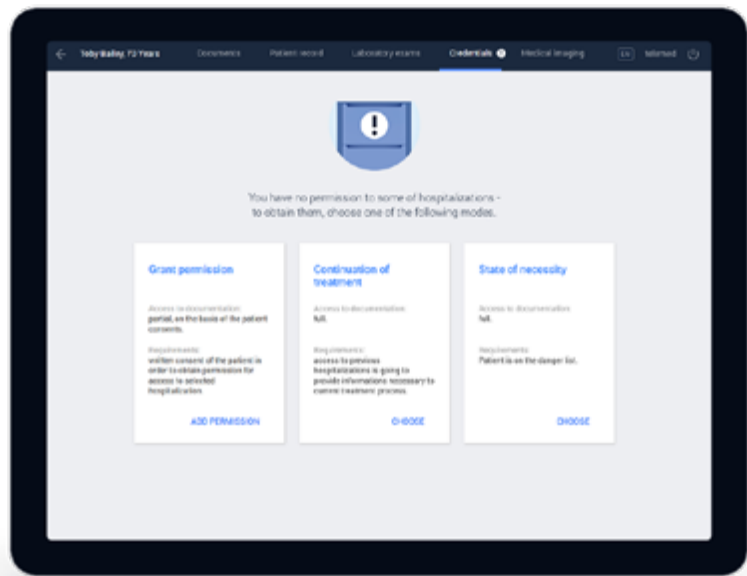 Toby Bailey, 70 Years Documents Patient record Laboratory exams Credentials Medical imaging EN telemed
You have no permission to some of hospitalizations -
to obtain them, choose one of the following modes.
Grant permission
Access to documentation:
partial, on the basis of the patient
consents.
Requirements:
written consent of the patient in
order to obtain permission for
access to selected
hospitalization
ADD PERMISSION
Continuation of
treatment
Access to documentation:
full.
Requirements:
access to previous
hospitalizations is going to
provide informations necessary to
current treatment process.
CHOOSE
State of necessity
Access to documentation:
full.
Requirements:
Patient is on the danger list.
CHOOSE